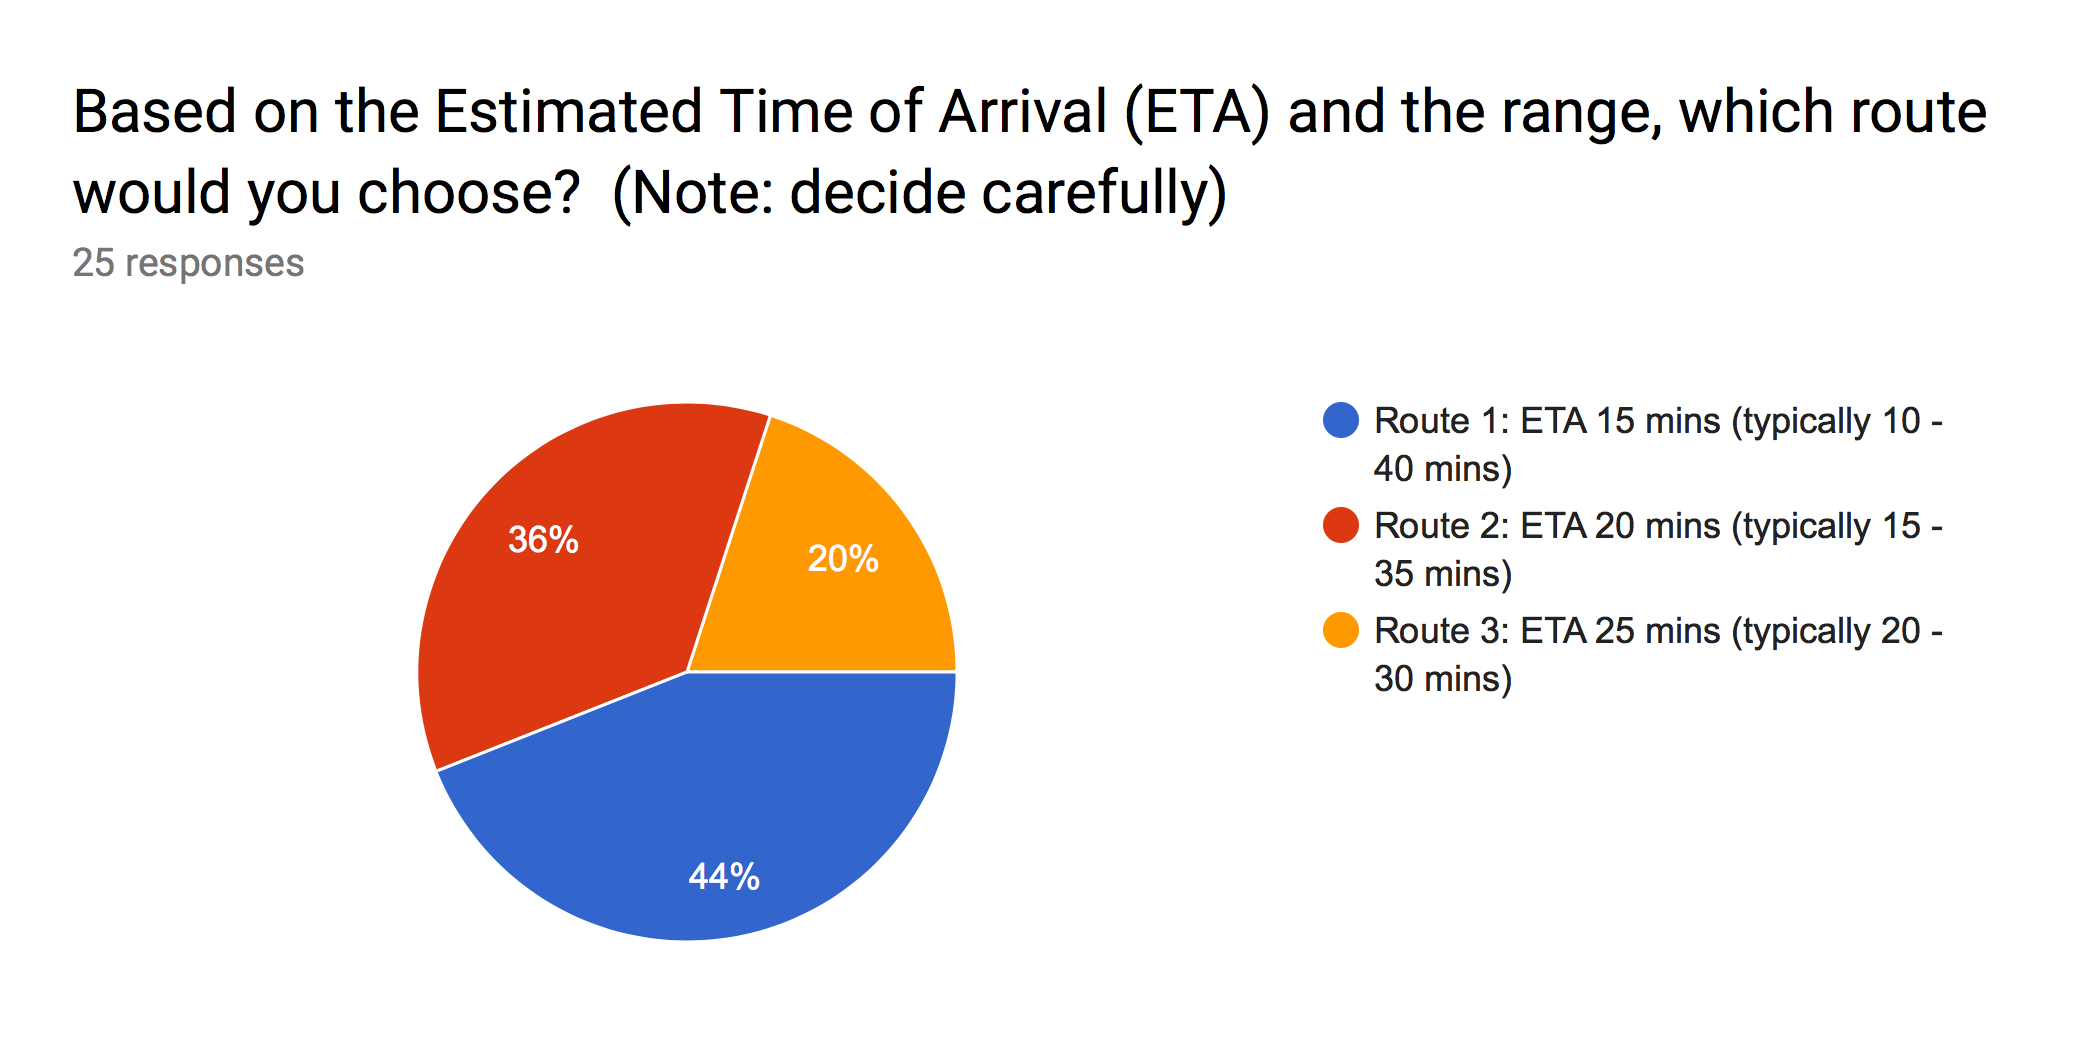 Based on the Estimated Time of Arrival (ETA) and the range, which route
would you choose?  (Note: decide carefully)
25 responses
36%
20%
44%
Route 1: ETA 15 mins (typically 10 -
40 mins)
Route 2: ETA 20 mins (typically 15 -
35 mins)
Route 3: ETA 25 mins (typically 20 -
30 mins)